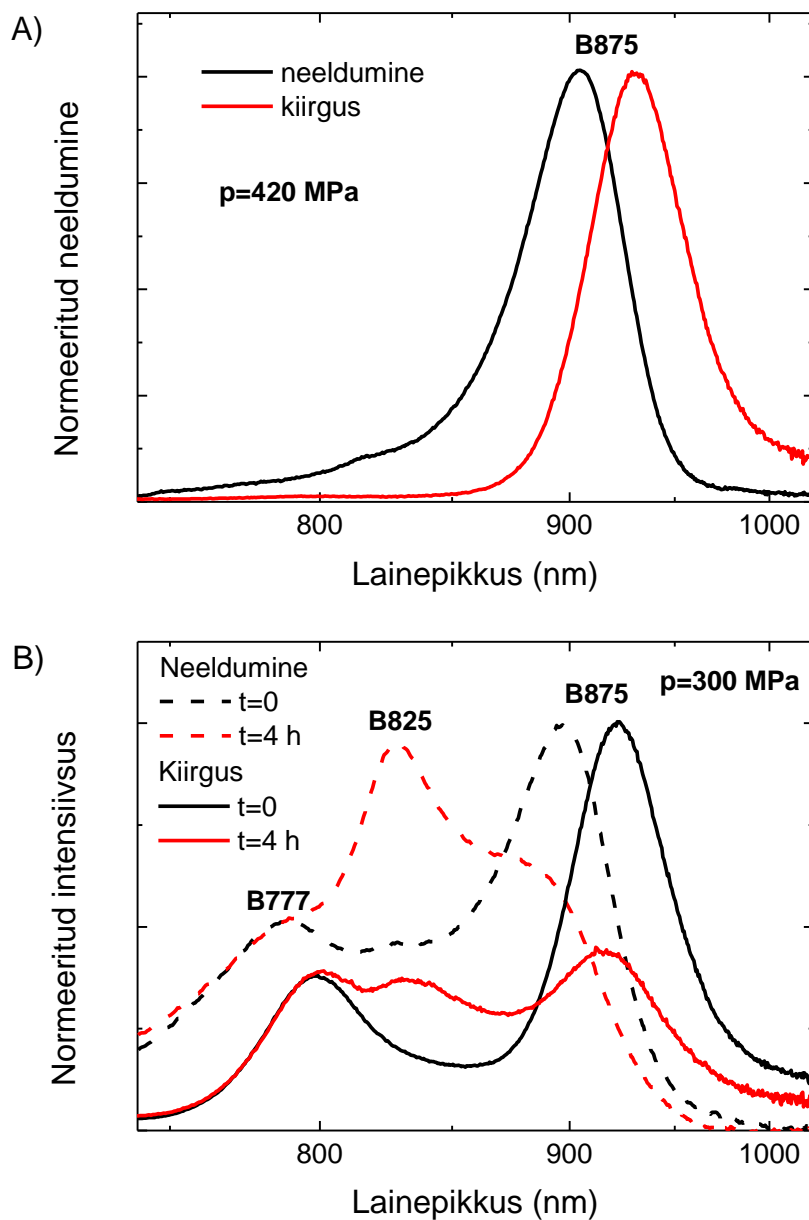 A)
B875
neeldumine
kiirgus
p=420 MPa
Normeeritud neeldumine
800 900 1000
Lainepikkus (nm)
B)
Neeldumine
t=0
t=4 h
Kiirgus
t=0
t=4 h
B777
B825
B875
p=300 MPa
Normeeritud intensiivsus
800 900 1000
Lainepikkus (nm)